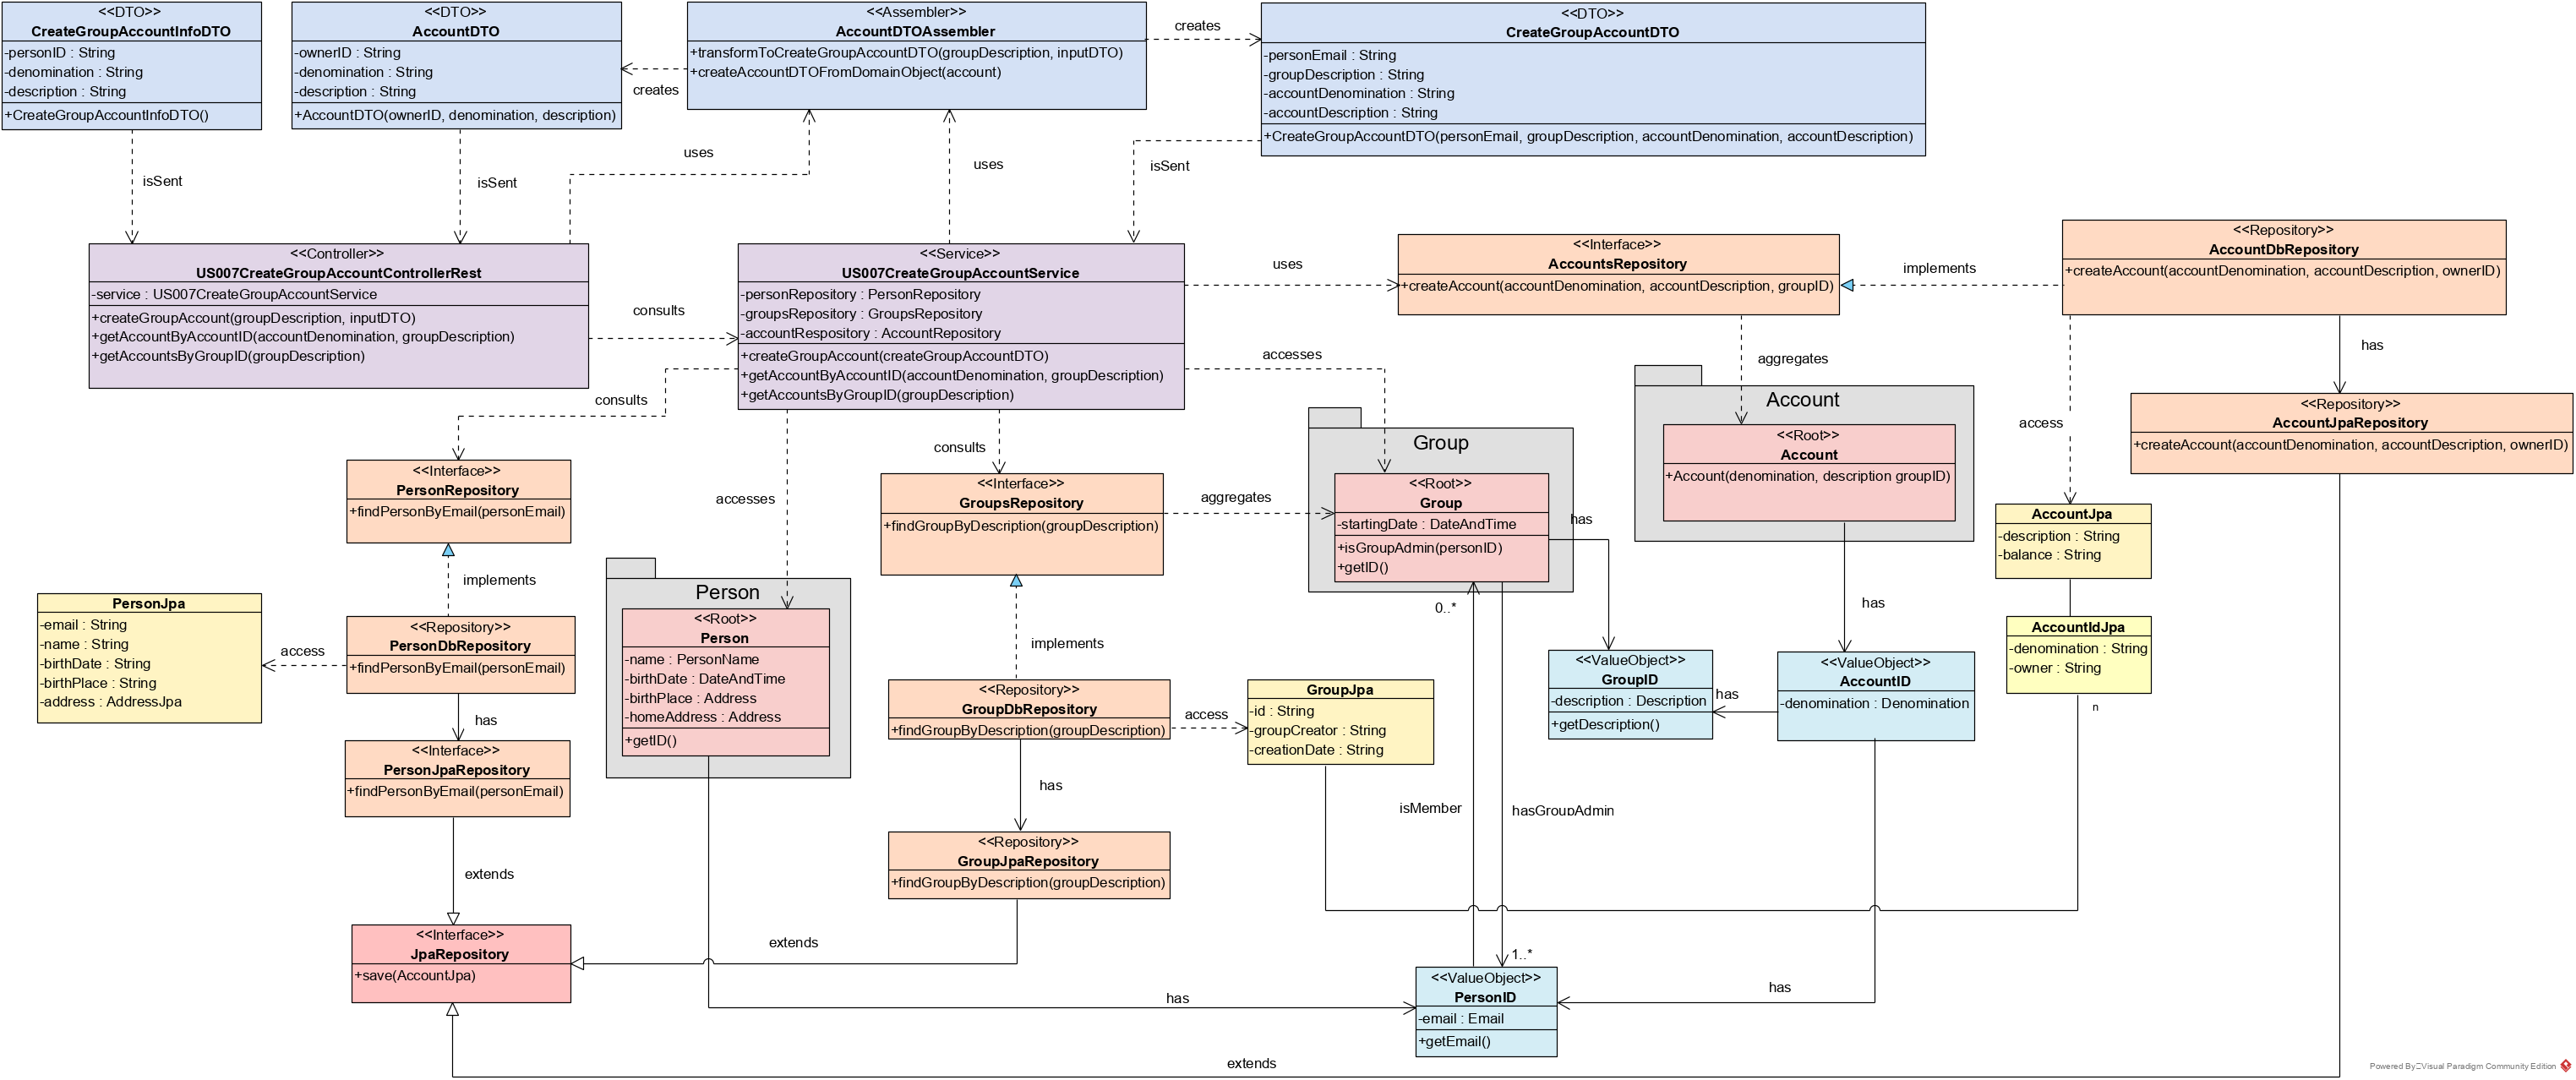 <<DTO>>
CreateGroupAccountInfoDTO
-personID : String
-denomination : String
-description : String
+CreateGroupAccountInfoDTO()
<<DTO>>
AccountDTO
-ownerID : String
-denomination : String
-description : String
+AccountDTO(ownerID, denomination, description)
<<Assembler>>
AccountDTOAssembler
+transformToCreateGroupAccountDTO(groupDescription, inputDTO)
+createAccountDTOFromDomainObject(account)
creates
creates
<<DTO>>
CreateGroupAccountDTO
-personEmail : String
-groupDescription : String
-accountDenomination : String
-accountDescription : String
+CreateGroupAccountDTO(personEmail, groupDescription, accountDenomination, accountDescription)
isSent
isSent
uses
uses
isSent
<<Controller>>
US007CreateGroupAccountControllerRest
-service : US007CreateGroupAccountService
+createGroupAccount(groupDescription, inputDTO)
+getAccountByAccountID(accountDenomination, groupDescription)
+getAccountsByGroupID(groupDescription)
consults
<<Service>>
US007CreateGroupAccountService
-personRepository : PersonRepository
-groupsRepository : GroupsRepository
-accountRespository : AccountRepository
+createGroupAccount(createGroupAccountDTO)
+getAccountByAccountID(accountDenomination, groupDescription)
+getAccountsByGroupID(groupDescription)
uses
<<Interface>>
AccountsRepository
+createAccount(accountDenomination, accountDescription, groupID)
implements
<<Repository>>
AccountDbRepository
+createAccount(accountDenomination, accountDescription, ownerID)
accesses
aggregates
has
access
<<Repository>>
AccountJpaRepository
+createAccount(accountDenomination, accountDescription, ownerID)
consults
consults
accesses
Account
<<Root>>
Account
+Account(denomination, description groupID)
Group
<<Root>>
Group
-startingDate : DateAndTime
+isGroupAdmin(personID)
+getID()
has
<<Interface>>
PersonRepository
+findPersonByEmail(personEmail)
<<Interface>>
GroupsRepository
+findGroupByDescription(groupDescription)
aggregates
AccountJpa
-description : String
-balance : String
implements
Person
<<Root>>
Person
-name : PersonName
-birthDate : DateAndTime
-birthPlace : Address
-homeAddress : Address
+getID()
implements
0..*
has
PersonJpa
-email : String
-name : String
-birthDate : String
-birthPlace : String
-address : AddressJpa
access
<<Repository>>
PersonDbRepository
+findPersonByEmail(personEmail)
AccountIdJpa
-denomination : String
-owner : String
n
<<ValueObject>>
GroupID
-description : Description
+getDescription()
has
<<ValueObject>>
AccountID
-denomination : Denomination
has
<<Repository>>
GroupDbRepository
+findGroupByDescription(groupDescription)
access
GroupJpa
-id : String
-groupCreator : String
-creationDate : String
<<Interface>>
PersonJpaRepository
+findPersonByEmail(personEmail)
has
isMember
hasGroupAdmin
<<Repository>>
GroupJpaRepository
+findGroupByDescription(groupDescription)
extends
extends
<<Interface>>
JpaRepository
+save(AccountJpa)
1..*
<<ValueObject>>
PersonID
-email : Email
+getEmail()
has
has
extends
Powered By Visual Paradigm Community Edition